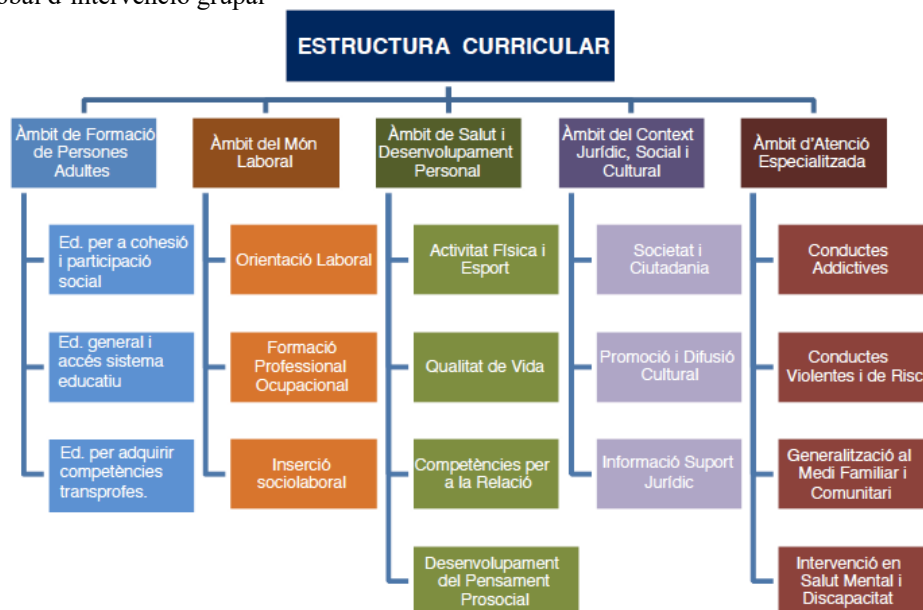 obal d'intervenció grupal
ESTRUCTURA CURRICULAR
Àmbit de Formació
de Persones
Adultes
Ed. per a cohesió
i participació
social
Ed. general i
accés sistema
educatiu
Ed. per adquirir
competències
transprofes.
Àmbit del Món
Laboral
Orientació Laboral
Formació
Professional
Ocupacional
Inserció
sociolaboral
Àmbit de Salut i
Desenvolupament
Personal
Activitat Física i
Esport
Qualitat de Vida
Competències per
a la Relació
Desenvolupament
del Pensament
Prosocial
Àmbit del Context
Jurídic, Social i
Cultural
Societat i
Ciutadania
Promoció i Difusió
Cultural
Informació Suport
Jurídic
Àmbit d'Atenció
Especialitzada
Conductes
Addictives
Conductes
Violentes i de Risc
Generalització al
Medi Familiar i
Comunitari
Intervenció en
Salut Mental i
Discapacitat